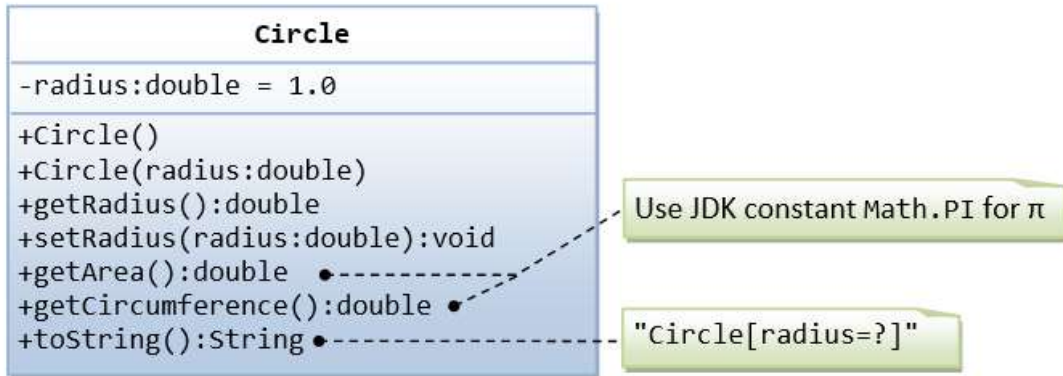 Circle
-radius:double = 1.0
+Circle()
+Circle(radius:double)
+getRadius():double
+setRadius(radius:double):void
+getArea():double
+getCircumference():double
+toString():String
Use JDK constant Math.PI for π
"Circle[radius=?]"